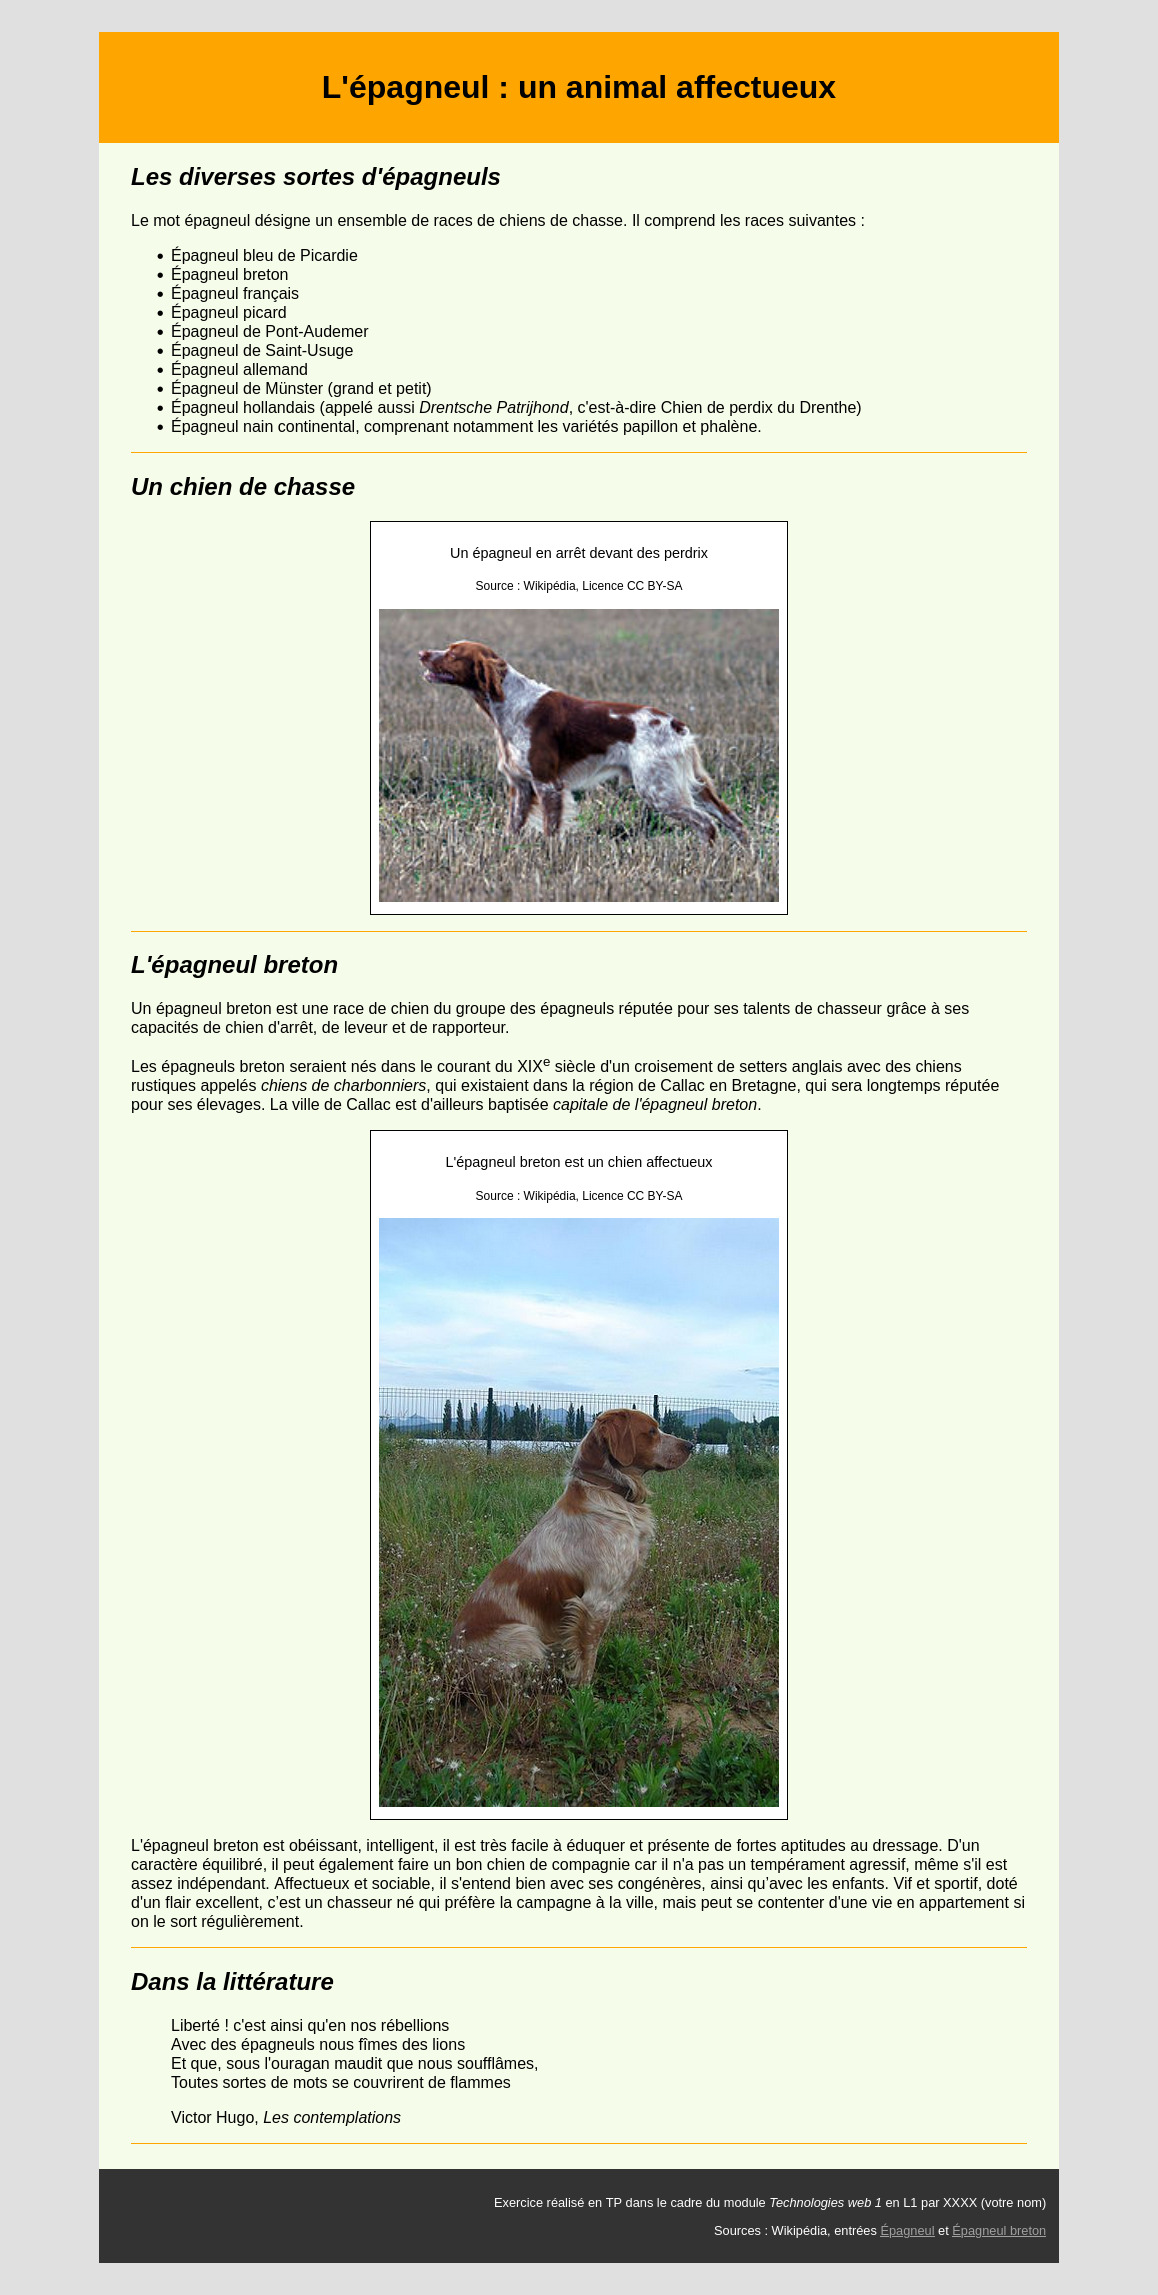 L'épagneul : un animal affectueux
Les diverses sortes d'épagneuls
Le mot épagneul désigne un ensemble de races de chiens de chasse. Il comprend les races suivantes :
• Épagneul bleu de Picardie
• Épagneul breton
• Épagneul français
• Épagneul picard
• Épagneul de Pont-Audemer
• Épagneul de Saint-Usuge
• Épagneul allemand
• Épagneul de Münster (grand et petit)
• Épagneul hollandais (appelé aussi Drentsche Patrijhond, c'est-à-dire Chien de perdix du Drenthe)
• Épagneul nain continental, comprenant notamment les variétés papillon et phalène.
Un chien de chasse
Un épagneul en arrêt devant des perdrix
Source : Wikipédia, Licence CC BY-SA
L'épagneul breton
Un épagneul breton est une race de chien du groupe des épagneuls réputée pour ses talents de chasseur grâce à ses
capacités de chien d'arrêt, de leveur et de rapporteur.
Les épagneuls breton seraient nés dans le courant du XIXe siècle d'un croisement de setters anglais avec des chiens
rustiques appelés chiens de charbonniers, qui existaient dans la région de Callac en Bretagne, qui sera longtemps réputée
pour ses élevages. La ville de Callac est d'ailleurs baptisée capitale de l'épagneul breton.
L'épagneul breton est un chien affectueux
Source : Wikipédia, Licence CC BY-SA
L'épagneul breton est obéissant, intelligent, il est très facile à éduquer et présente de fortes aptitudes au dressage. D'un
caractère équilibré, il peut également faire un bon chien de compagnie car il n'a pas un tempérament agressif, même s'il est
assez indépendant. Affectueux et sociable, il s'entend bien avec ses congénères, ainsi qu’avec les enfants. Vif et sportif, doté
d'un flair excellent, c’est un chasseur né qui préfère la campagne à la ville, mais peut se contenter d'une vie en appartement si
on le sort régulièrement.
Dans la littérature
Liberté ! c'est ainsi qu'en nos rébellions
Avec des épagneuls nous fîmes des lions
Et que, sous l'ouragan maudit que nous soufflâmes,
Toutes sortes de mots se couvrirent de flammes
Victor Hugo, Les contemplations
Exercice réalisé en TP dans le cadre du module Technologies web 1 en L1 par XXXX (votre nom)
Sources : Wikipédia, entrées Épagneul et Épagneul breton